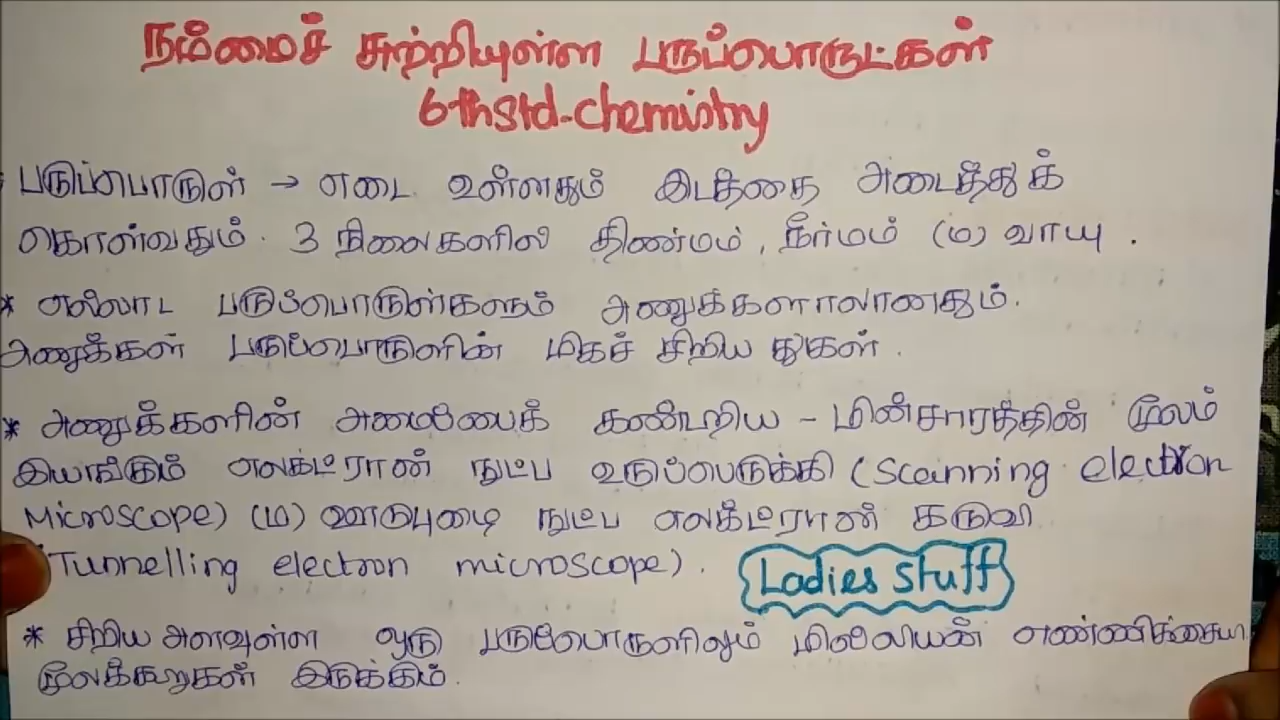 நம்மைச் சுற்றியுள்ள பருப்பொருட்கள்
6thstd-chemistry
பருப்பொருள் → எடை உள்ளதும் இடத்தை அடைத்துக்
கொள்வதும். 3 நிலைகளில் திண்மம், நீர்மம் (ம) வாயு.
* எல்லாட பருப்பொருள்களும் அணுக்களாலானதும்.
அணுக்கள் பருப்பொருளின் மிகச் சிறிய துகள்.
* அணுக்களின் அமைப்பைக் கண்டறிய - மின்சாரத்தின் மூலம்
இயங்கும் எலக்ட்ரான் நுட்ப உருப்பெருக்கி (Scanning electron
Microscope) (ம) ஊடுபுழை நுட்ப எலக்ட்ரான் கருவி
(Tunnelling electron microscope).
Ladies Stuff
* சிறிய அளவுள்ள ஒரு பருப்பொருளிலும் மில்லியன் எண்ணிக்கை
மூலக்கூறுகள் இருக்கும்.